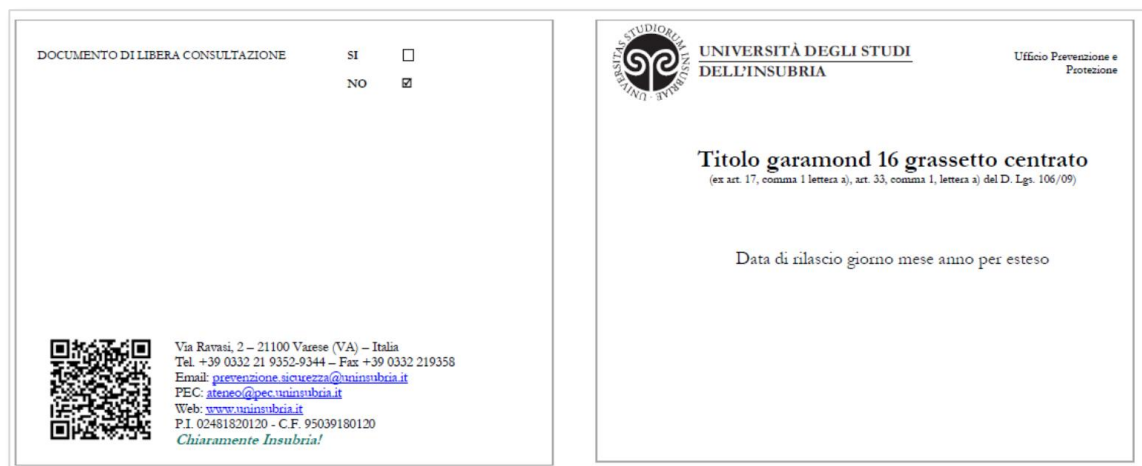 DOCUMENTO DI LIBERA CONSULTAZIONE SI ☐
NO ☑
Via Ravasi, 2 – 21100 Varese (VA) – Italia
Tel. +39 0332 21 9352-9344 – Fax +39 0332 219358
Email: prevenzione.sicurezza@uninsubria.it
PEC: ateneo@pec.uninsubria.it
Web: www.uninsubria.it
P.I. 02481820120 - C.F. 95039180120
Chiaramente Insubria!
UNIVERSITAS STUDIORUM INSUBRIAE
UNIVERSITÀ DEGLI STUDI
DELL'INSUBRIA
Ufficio Prevenzione e
Protezione
Titolo garamond 16 grassetto centrato
(ex art. 17, comma 1 lettera a), art. 33, comma 1, lettera a) del D. Lgs. 106/09)
Data di rilascio giorno mese anno per esteso